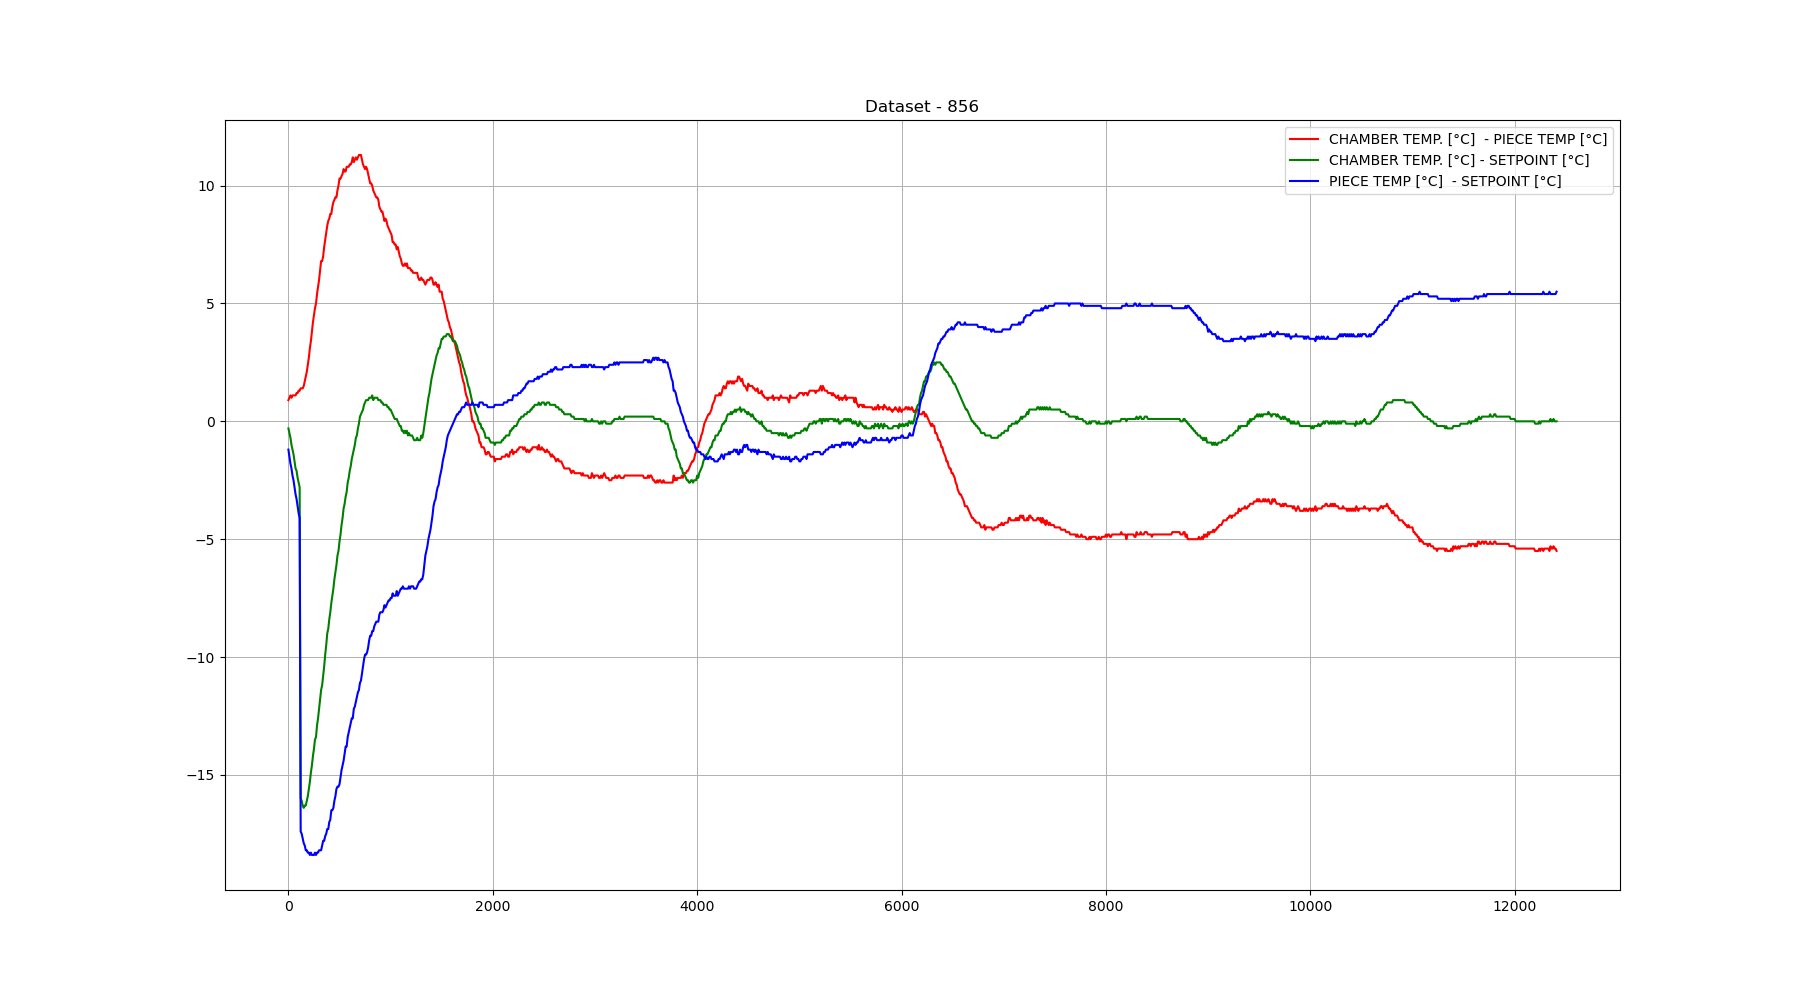 Dataset - 856
CHAMBER TEMP. [°C]  - PIECE TEMP [°C]
CHAMBER TEMP. [°C] - SETPOINT [°C]
PIECE TEMP [°C]  - SETPOINT [°C]
10
5
0
−5
−10
−15
0 2000 4000 6000 8000 10000 12000